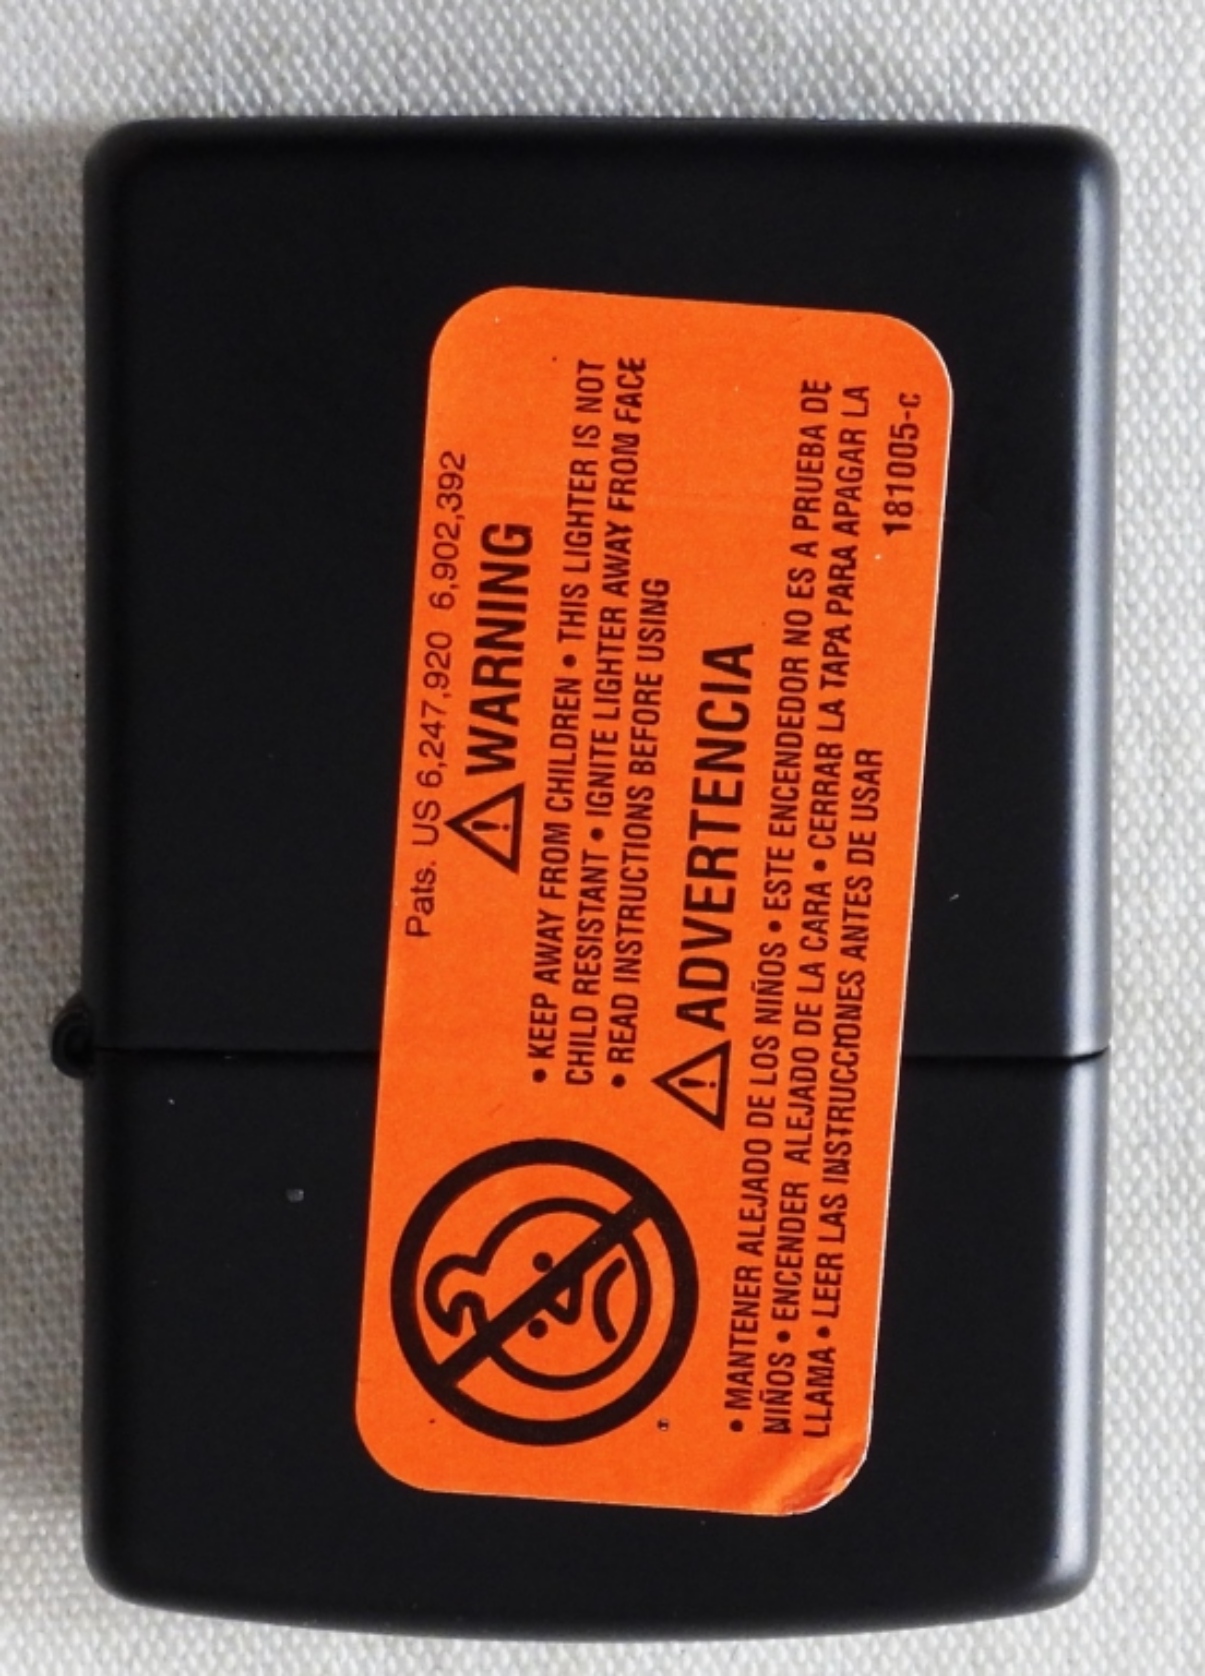 Pats. US 6,247,920 6,902,392
WARNING
• KEEP AWAY FROM CHILDREN • THIS LIGHTER IS NOT
CHILD RESISTANT • IGNITE LIGHTER AWAY FROM FACE
• READ INSTRUCTIONS BEFORE USING
ADVERTENCIA
• MANTENER ALEJADO DE LOS NIÑOS • ESTE ENCENDEDOR NO ES A PRUEBA DE
NIÑOS • ENCENDER ALEJADO DE LA CARA • CERRAR LA TAPA PARA APAGAR LA
LLAMA • LEER LAS INSTRUCCIONES ANTES DE USAR
181005-C